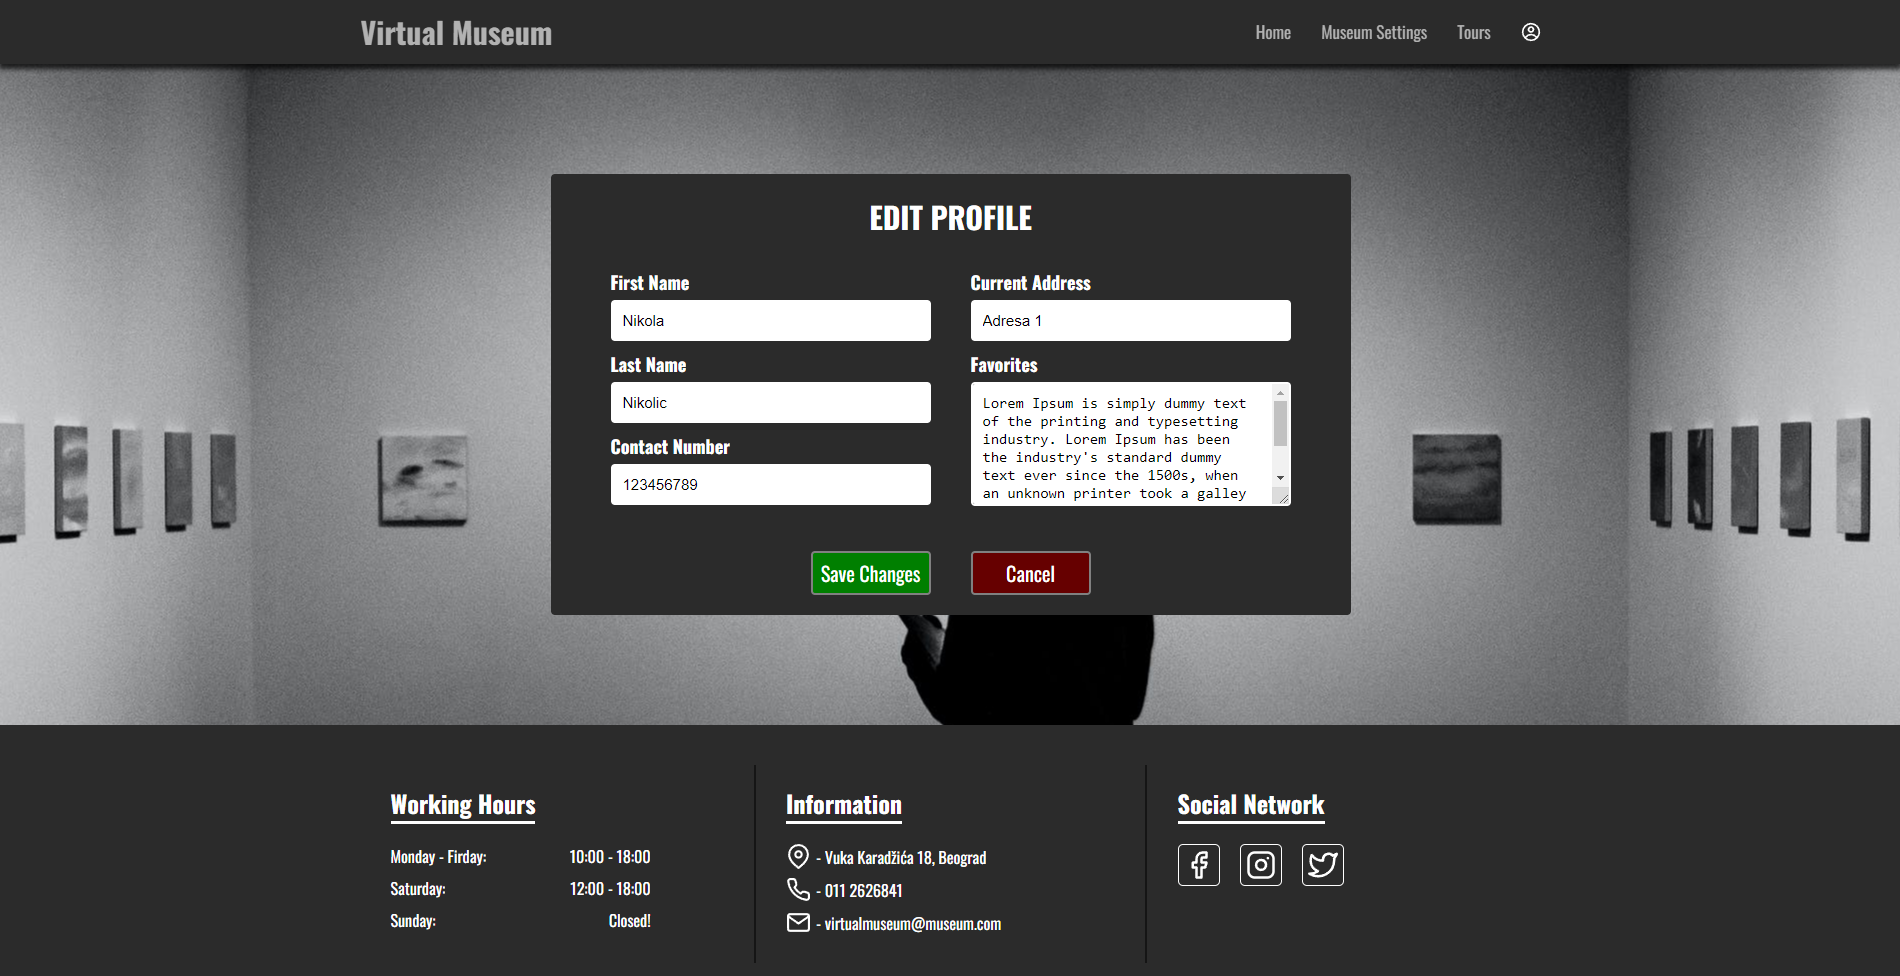 Virtual Museum
Home Museum Settings Tours
EDIT PROFILE
First Name
Nikola
Last Name
Nikolic
Contact Number
123456789
Current Address
Adresa 1
Favorites
Lorem Ipsum is simply dummy text
of the printing and typesetting
industry. Lorem Ipsum has been
the industry's standard dummy
text ever since the 1500s, when
an unknown printer took a galley
Save Changes
Cancel
Working Hours
Monday - Firday: 10:00 - 18:00
Saturday: 12:00 - 18:00
Sunday: Closed!
Information
- Vuka Karadžića 18, Beograd
- 011 2626841
- virtualmuseum@museum.com
Social Network